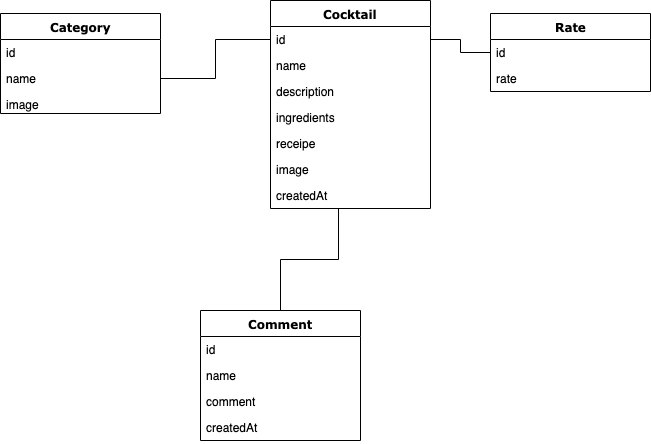 Category
id
name
image
Cocktail
id
name
description
ingredients
receipe
image
createdAt
Rate
id
rate
Comment
id
name
comment
createdAt